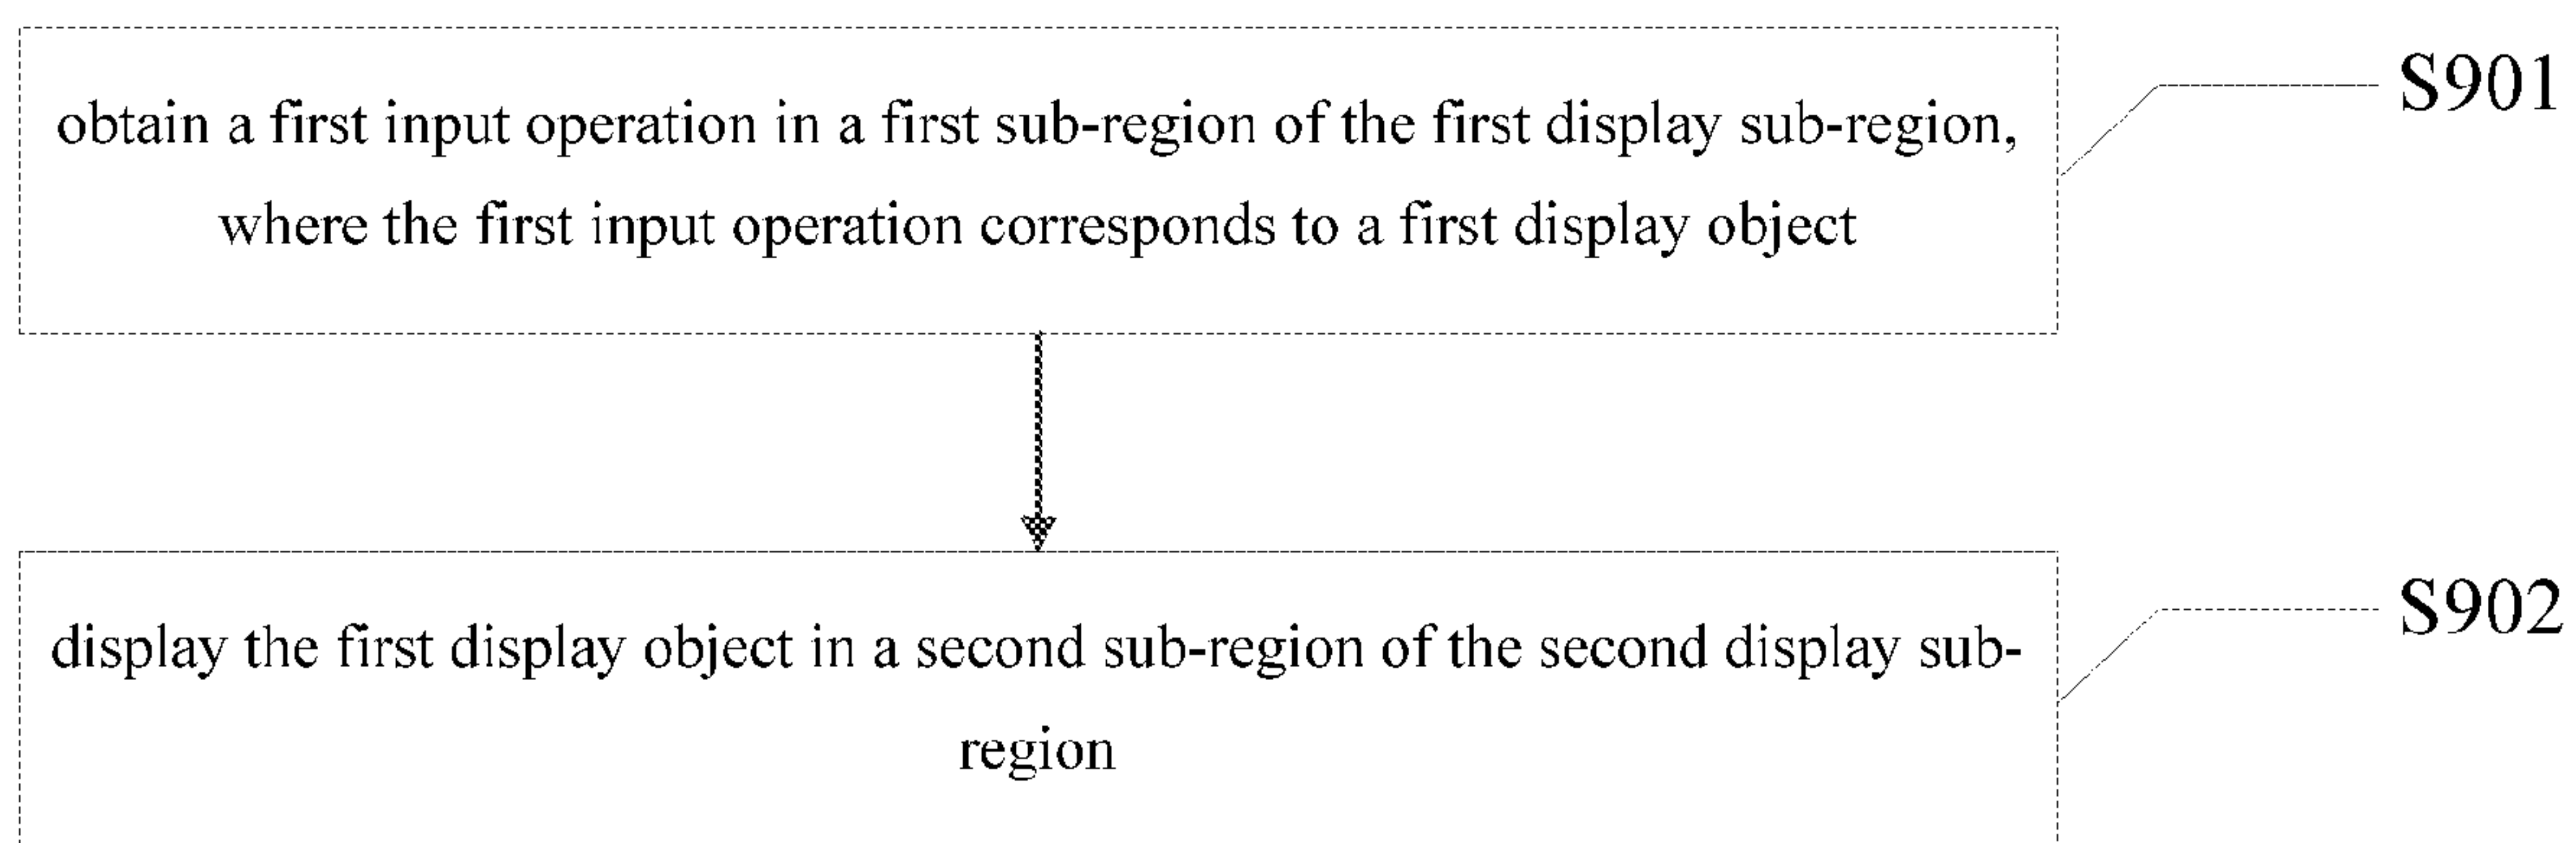 obtain a first input operation in a first sub-region of the first display sub-region,
where the first input operation corresponds to a first display object
S901
display the first display object in a second sub-region of the second display sub-
region
S902